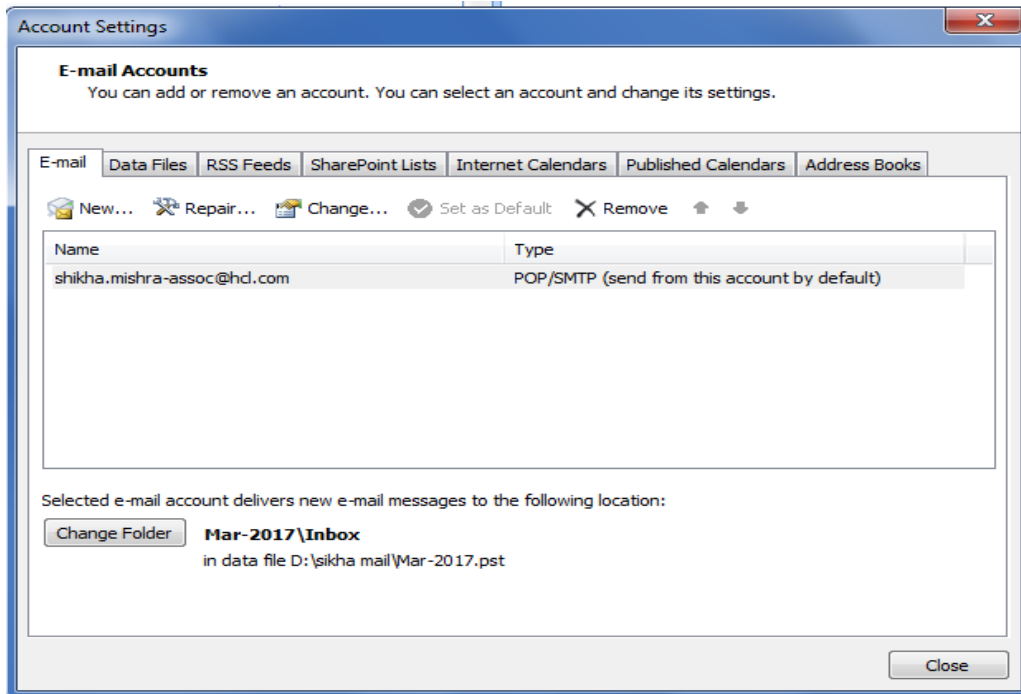 Account Settings
E-mail Accounts
You can add or remove an account. You can select an account and change its settings.
E-mail Data Files RSS Feeds SharePoint Lists Internet Calendars Published Calendars Address Books
New... Repair... Change... Set as Default Remove
Name Type
shikha.mishra-assoc@hcl.com POP/SMTP (send from this account by default)
Selected e-mail account delivers new e-mail messages to the following location:
Change Folder Mar-2017\Inbox
in data file D:\sikha mail\Mar-2017.pst
Close